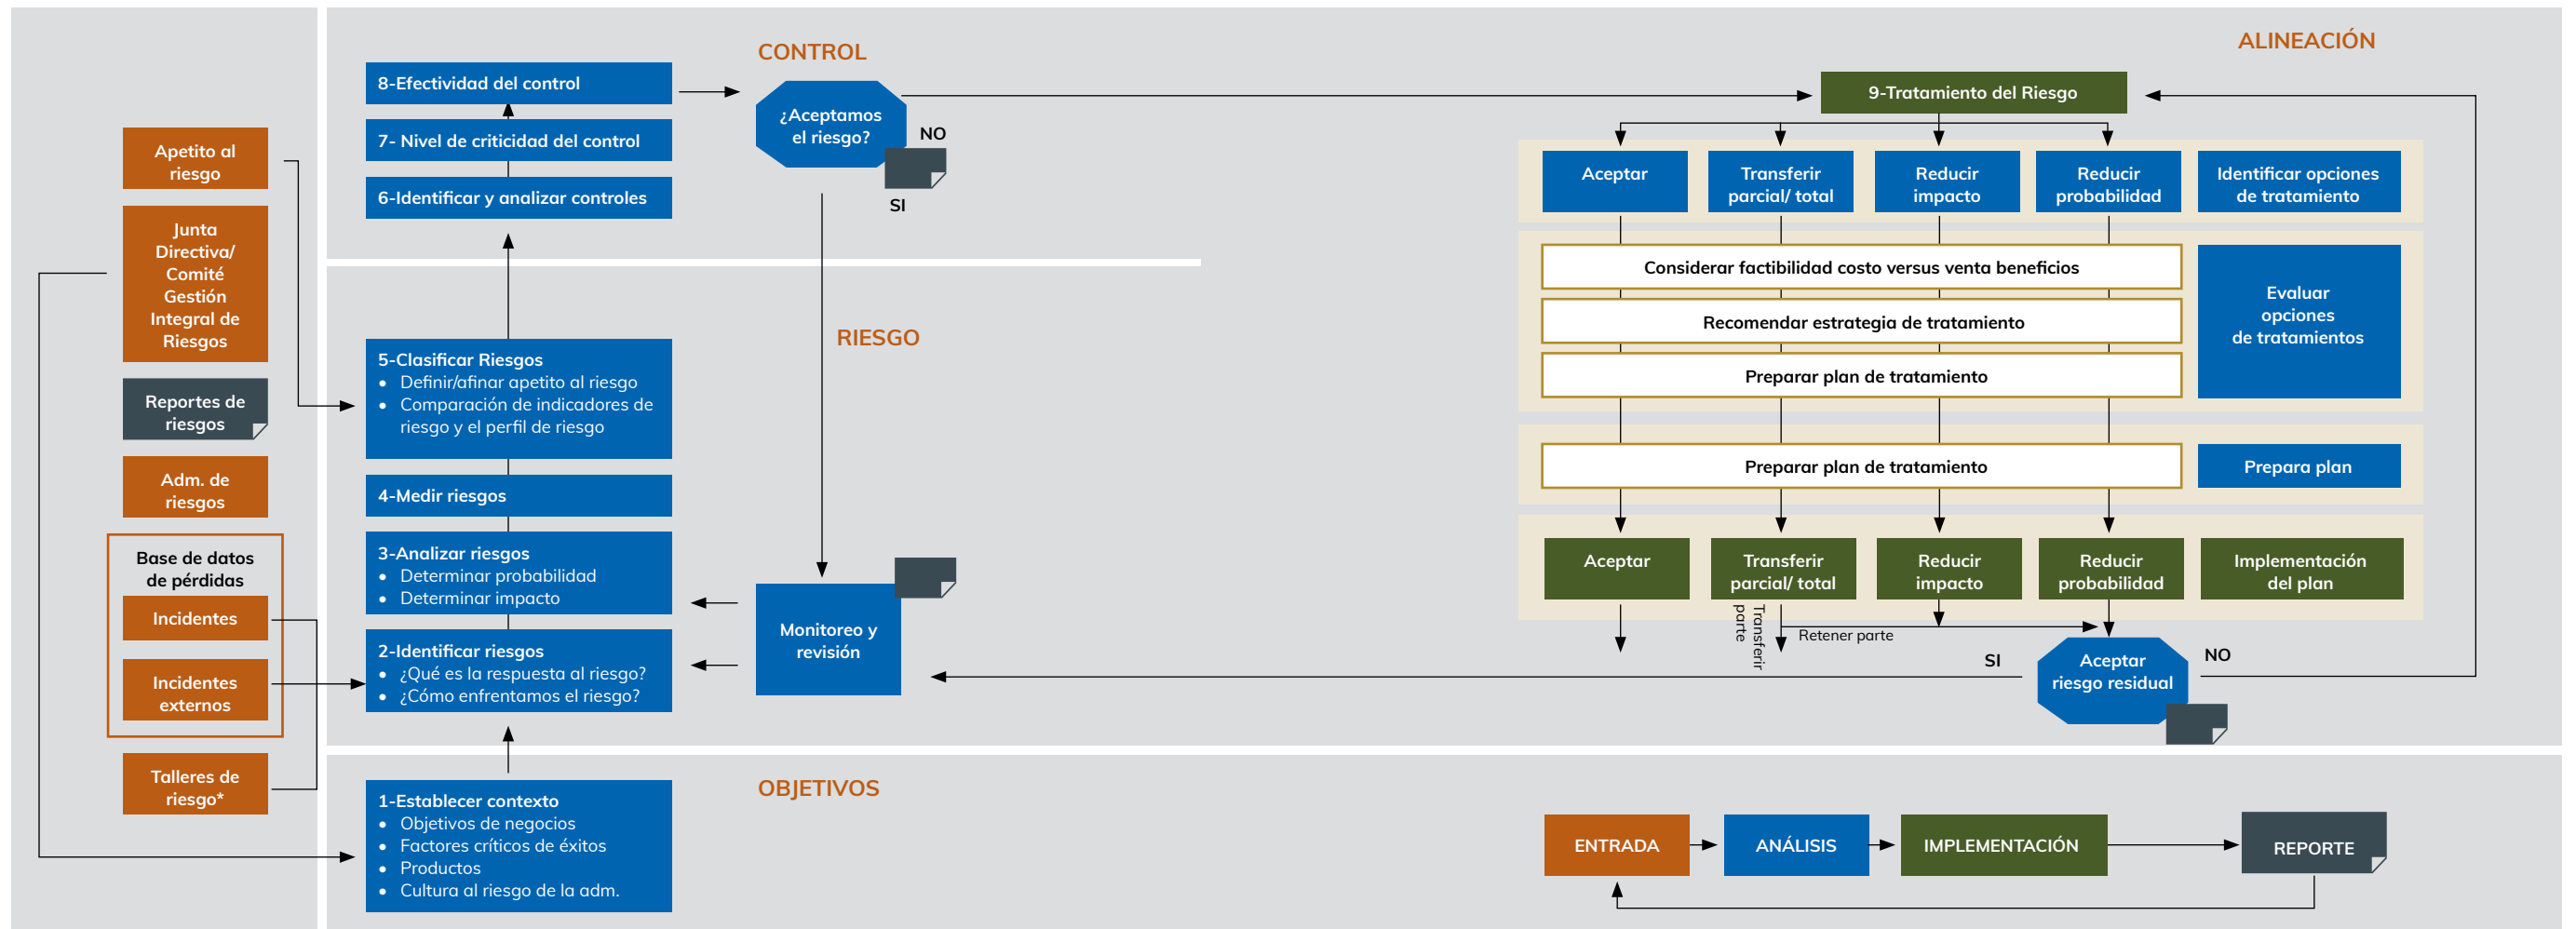 Apetito al
riesgo
Junta
Directiva/
Comité
Gestión
Integral de
Riesgos
Reportes de
riesgos
Adm. de
riesgos
Base de datos
de pérdidas
Incidentes
Incidentes
externos
Talleres de
riesgo*
CONTROL
8-Efectividad del control
7- Nivel de criticidad del control
6-Identificar y analizar controles
¿Aceptamos
el riesgo?
NO
SI
RIESGO
5-Clasificar Riesgos
• Definir/afinar apetito al riesgo
• Comparación de indicadores de
riesgo y el perfil de riesgo
4-Medir riesgos
3-Analizar riesgos
• Determinar probabilidad
• Determinar impacto
2-Identificar riesgos
• ¿Qué es la respuesta al riesgo?
• ¿Cómo enfrentamos el riesgo?
Monitoreo y
revisión
OBJETIVOS
1-Establecer contexto
• Objetivos de negocios
• Factores críticos de éxitos
• Productos
• Cultura al riesgo de la adm.
ALINEACIÓN
9-Tratamiento del Riesgo
Aceptar
Transferir
parcial/ total
Reducir
impacto
Reducir
probabilidad
Identificar opciones
de tratamiento
Considerar factibilidad costo versus venta beneficios
Recomendar estrategia de tratamiento
Preparar plan de tratamiento
Evaluar
opciones
de tratamientos
Preparar plan de tratamiento
Prepara plan
Aceptar
Transferir
parcial/ total
Reducir
impacto
Reducir
probabilidad
Implementación
del plan
Transferir
parte
Retener parte
SI
Aceptar
riesgo residual
NO
ENTRADA
ANÁLISIS
IMPLEMENTACIÓN
REPORTE